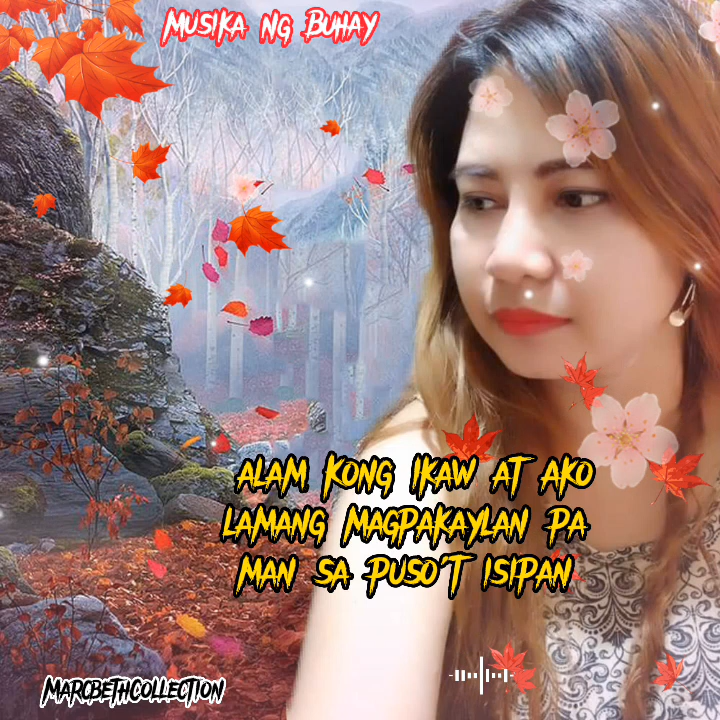 Musika ng Buhay
alam kong ikaw at ako
lamang magpakaylan pa
man sa puso't isipan
MarcbethCollection